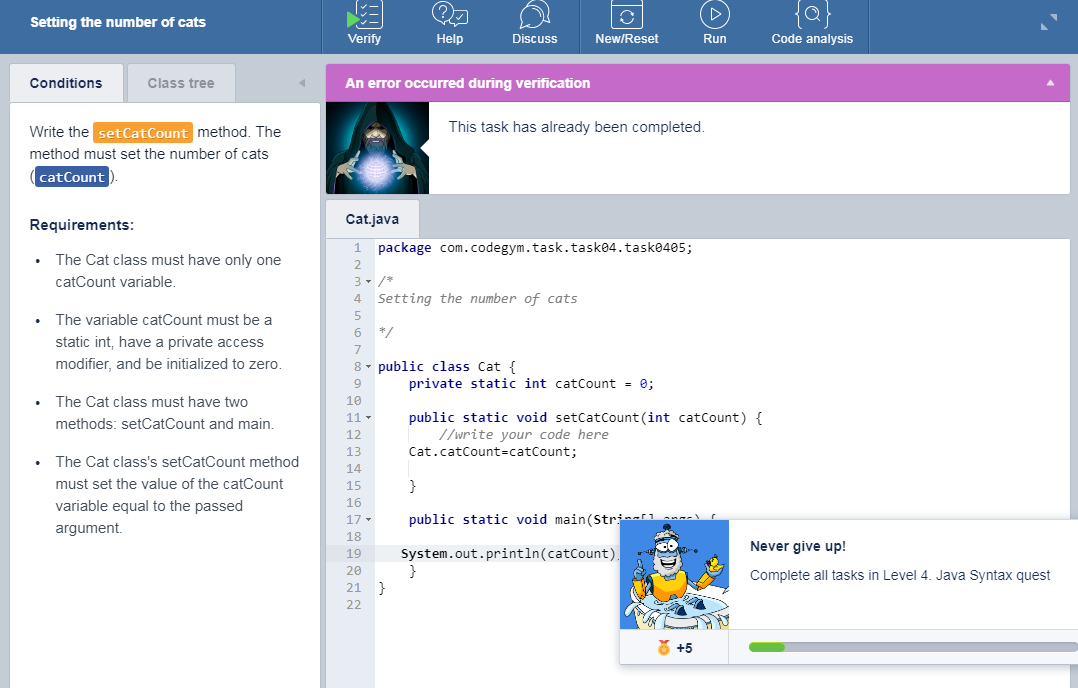 Setting the number of cats
Verify
Help
Discuss
New/Reset
Run
Code analysis
Conditions
Class tree
Write the setCatCount method. The
method must set the number of cats
(catCount).
Requirements:
• The Cat class must have only one
catCount variable.
• The variable catCount must be a
static int, have a private access
modifier, and be initialized to zero.
• The Cat class must have two
methods: setCatCount and main.
• The Cat class's setCatCount method
must set the value of the catCount
variable equal to the passed
argument.
An error occurred during verification
This task has already been completed.
Cat.java
1 package com.codegym.task.task04.task0405;
2
3 /*
4 Setting the number of cats
5
6 */
7
8 public class Cat {
9 private static int catCount = 0;
10
11 public static void setCatCount(int catCount) {
12 //write your code here
13 Cat.catCount=catCount;
14
15 }
16
17 public static void main(String[] args) {
18
19 System.out.println(catCount)
20 }
21 }
22
Never give up!
Complete all tasks in Level 4. Java Syntax quest
+5